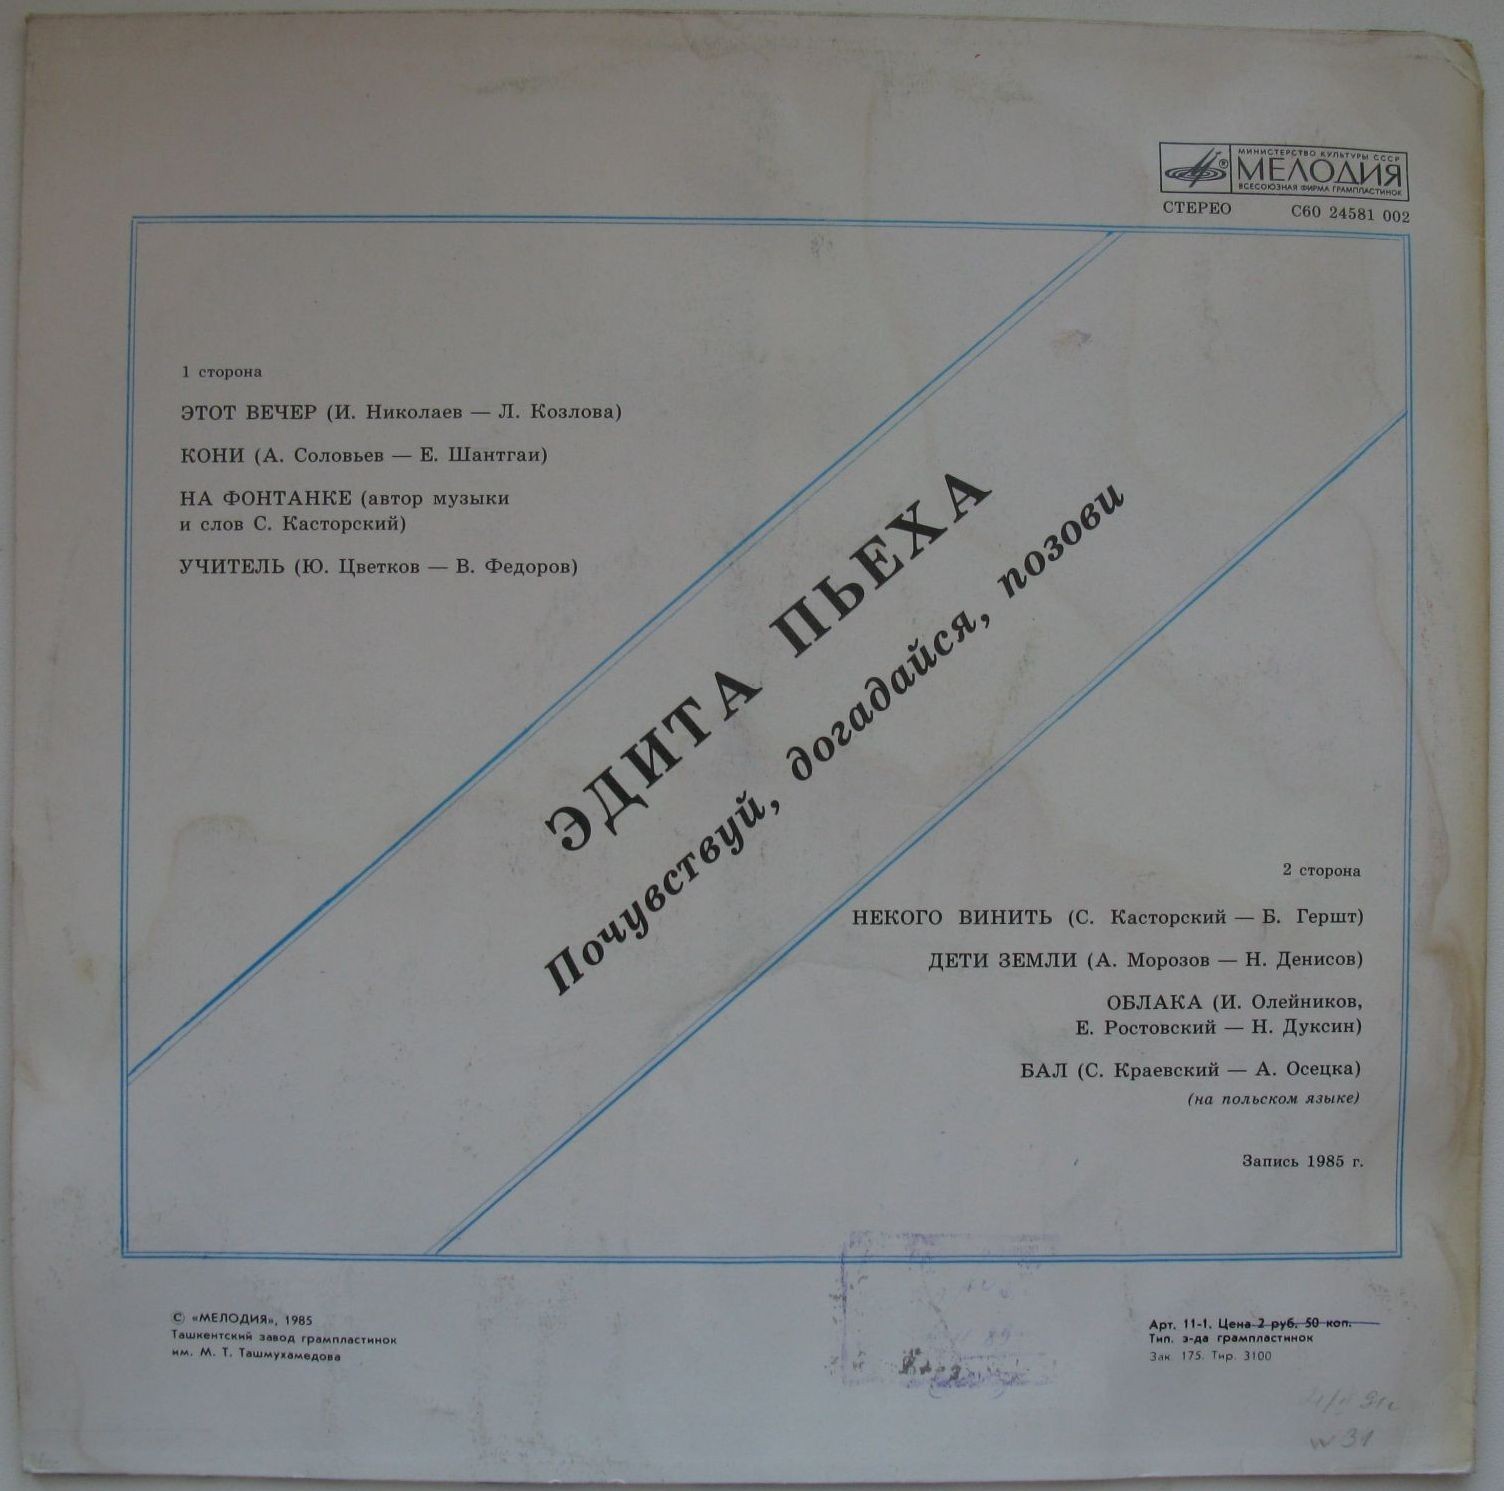 МИНИСТЕРСТВО КУЛЬТУРЫ СССР
МЕЛОДИЯ
ВСЕСОЮЗНАЯ ФИРМА ГРАМПЛАСТИНОК
СТЕРЕО С60 24581 002
1 сторона
ЭТОТ ВЕЧЕР (И. Николаев — Л. Козлова)
КОНИ (А. Соловьев — Е. Шантгаи)
НА ФОНТАНКЕ (автор музыки
и слов С. Касторский)
УЧИТЕЛЬ (Ю. Цветков — В. Федоров)
ЭДИТА ПЬЕХА
Почувствуй, догадайся, позови
2 сторона
НЕКОГО ВИНИТЬ (С. Касторский — Б. Гершт)
ДЕТИ ЗЕМЛИ (А. Морозов — Н. Денисов)
ОБЛАКА (И. Олейников,
Е. Ростовский — Н. Дуксин)
БАЛ (С. Краевский — А. Осецка)
(на польском языке)
Запись 1985 г.
© «МЕЛОДИЯ», 1985
Ташкентский завод грампластинок
им. М. Т. Ташмухамедова
Арт. 11-1. Цена 2 руб. 50 коп.
Тип. з-да грампластинок
Зак. 175. Тир. 3100
31